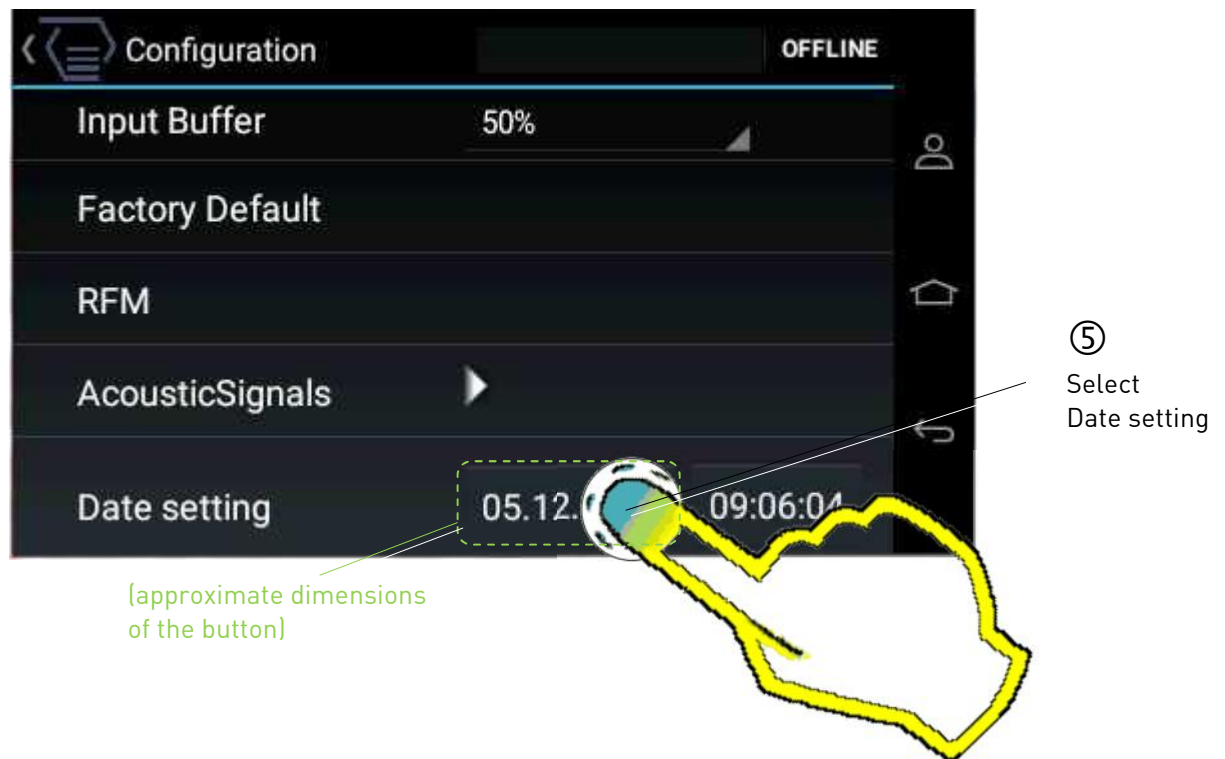 Configuration OFFLINE
Input Buffer 50%
Factory Default
RFM
AcousticSignals
Date setting 05.12. 09:06:04
⑤
Select
Date setting
(approximate dimensions
of the button)